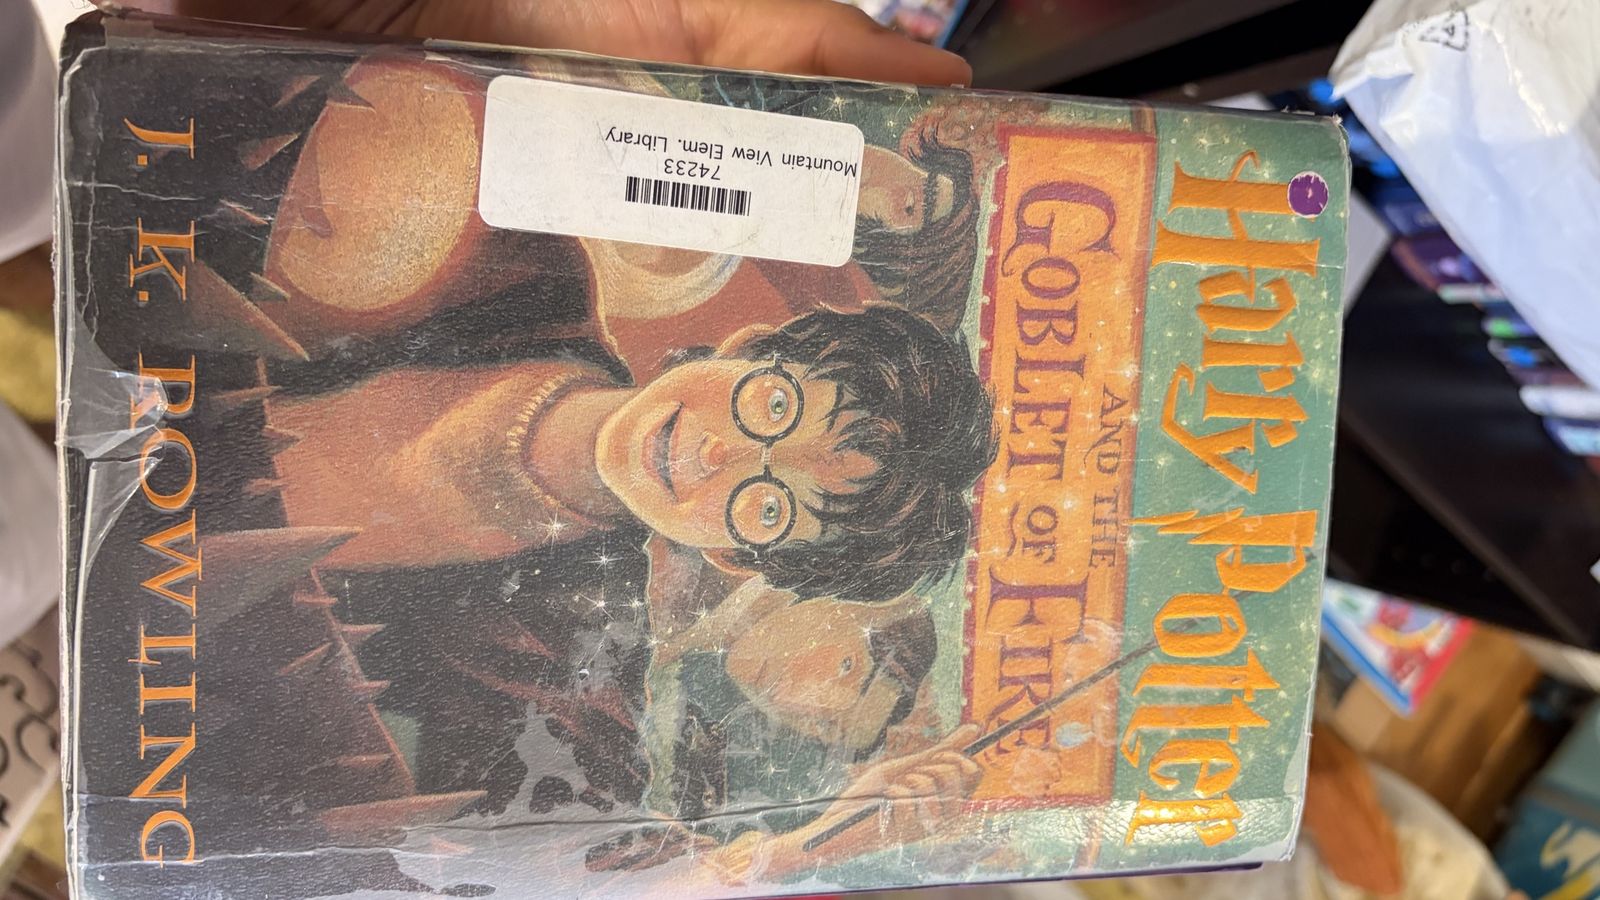 Harry Potter
AND THE
GOBLET OF FIRE
Mountain View Elem. Library
74233
J. K. ROWLING